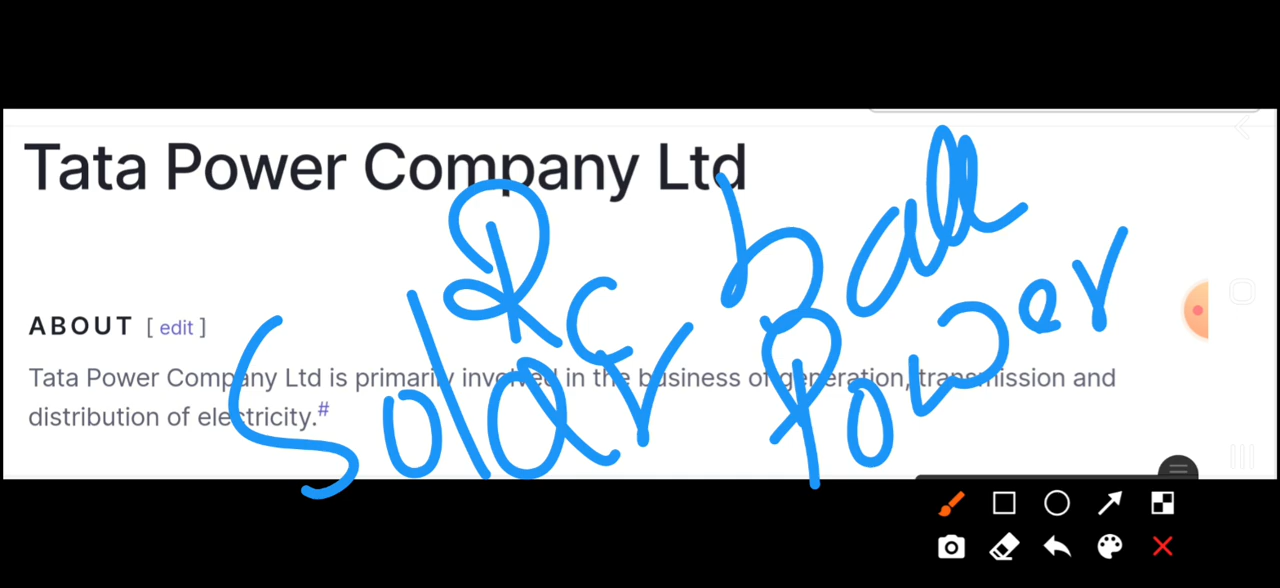 Tata Power Company Ltd
Rc ball
Solar Power
ABOUT [ edit ]
Tata Power Company Ltd is primarily involved in the business of generation, transmission and
distribution of electricity.#